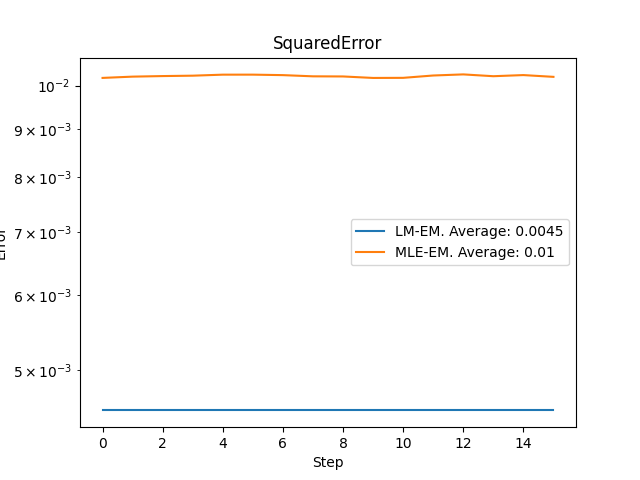 SquaredError
10⁻²
9 × 10⁻³
8 × 10⁻³
7 × 10⁻³
6 × 10⁻³
5 × 10⁻³
Error
LM-EM. Average: 0.0045
MLE-EM. Average: 0.01
0 2 4 6 8 10 12 14
Step